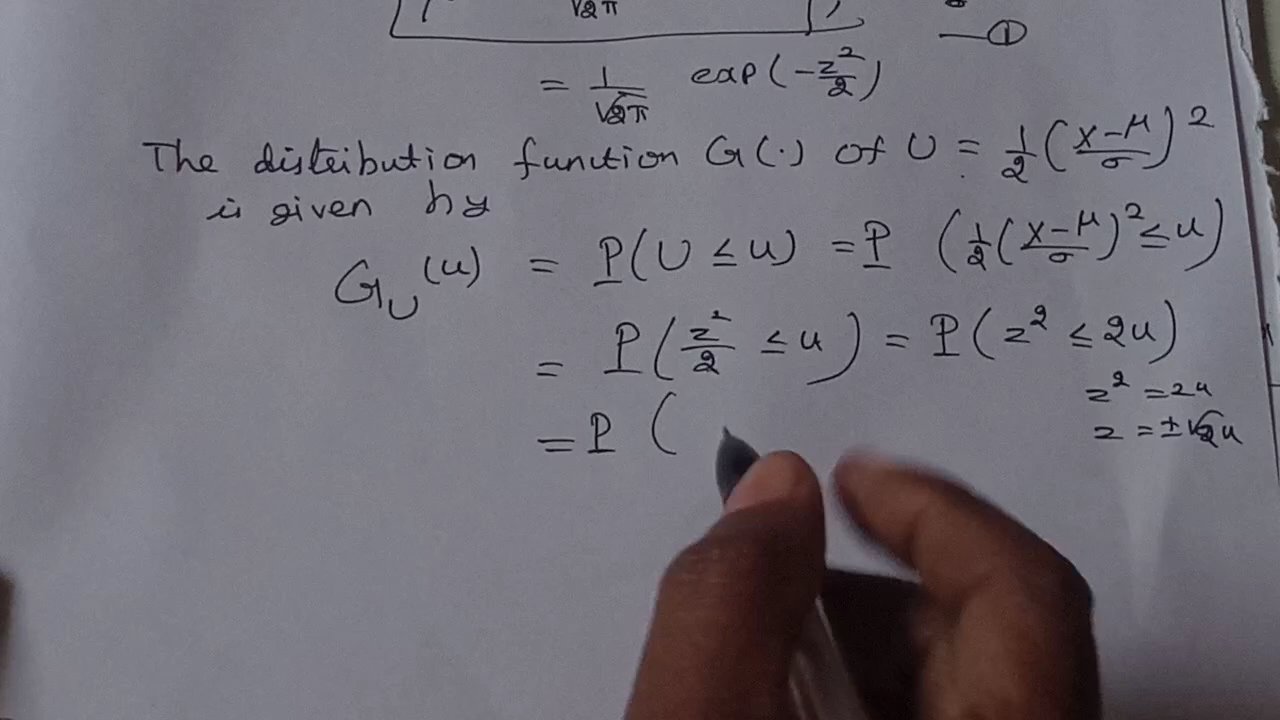 √2π
— ①
= 1/√2π exp(-z²/2)
The distribution function G(·) of U = 1/2 (X-μ/σ)²
is given by
G_U(u) = P(U ≤ u) = P (1/2 (X-μ/σ)² ≤ u)
= P(z²/2 ≤ u) = P(z² ≤ 2u)
z² = 2u
= P (
z = ±√2u